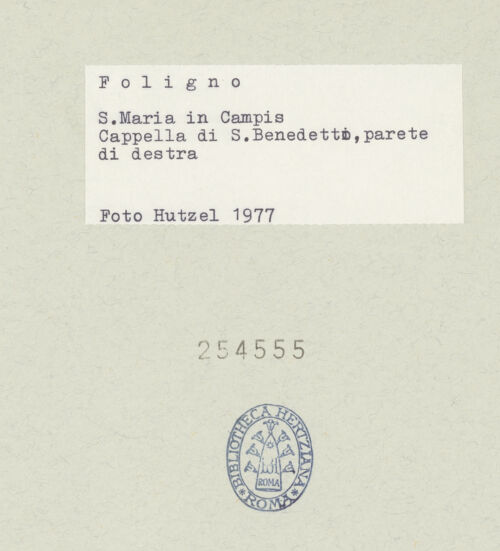 F o l i g n o
S.Maria in Campis
Cappella di S.Benedetto,parete
di destra
Foto Hutzel 1977
254555
BIBLIOTHECA HERTZIANA
ROMA
*ROMA*